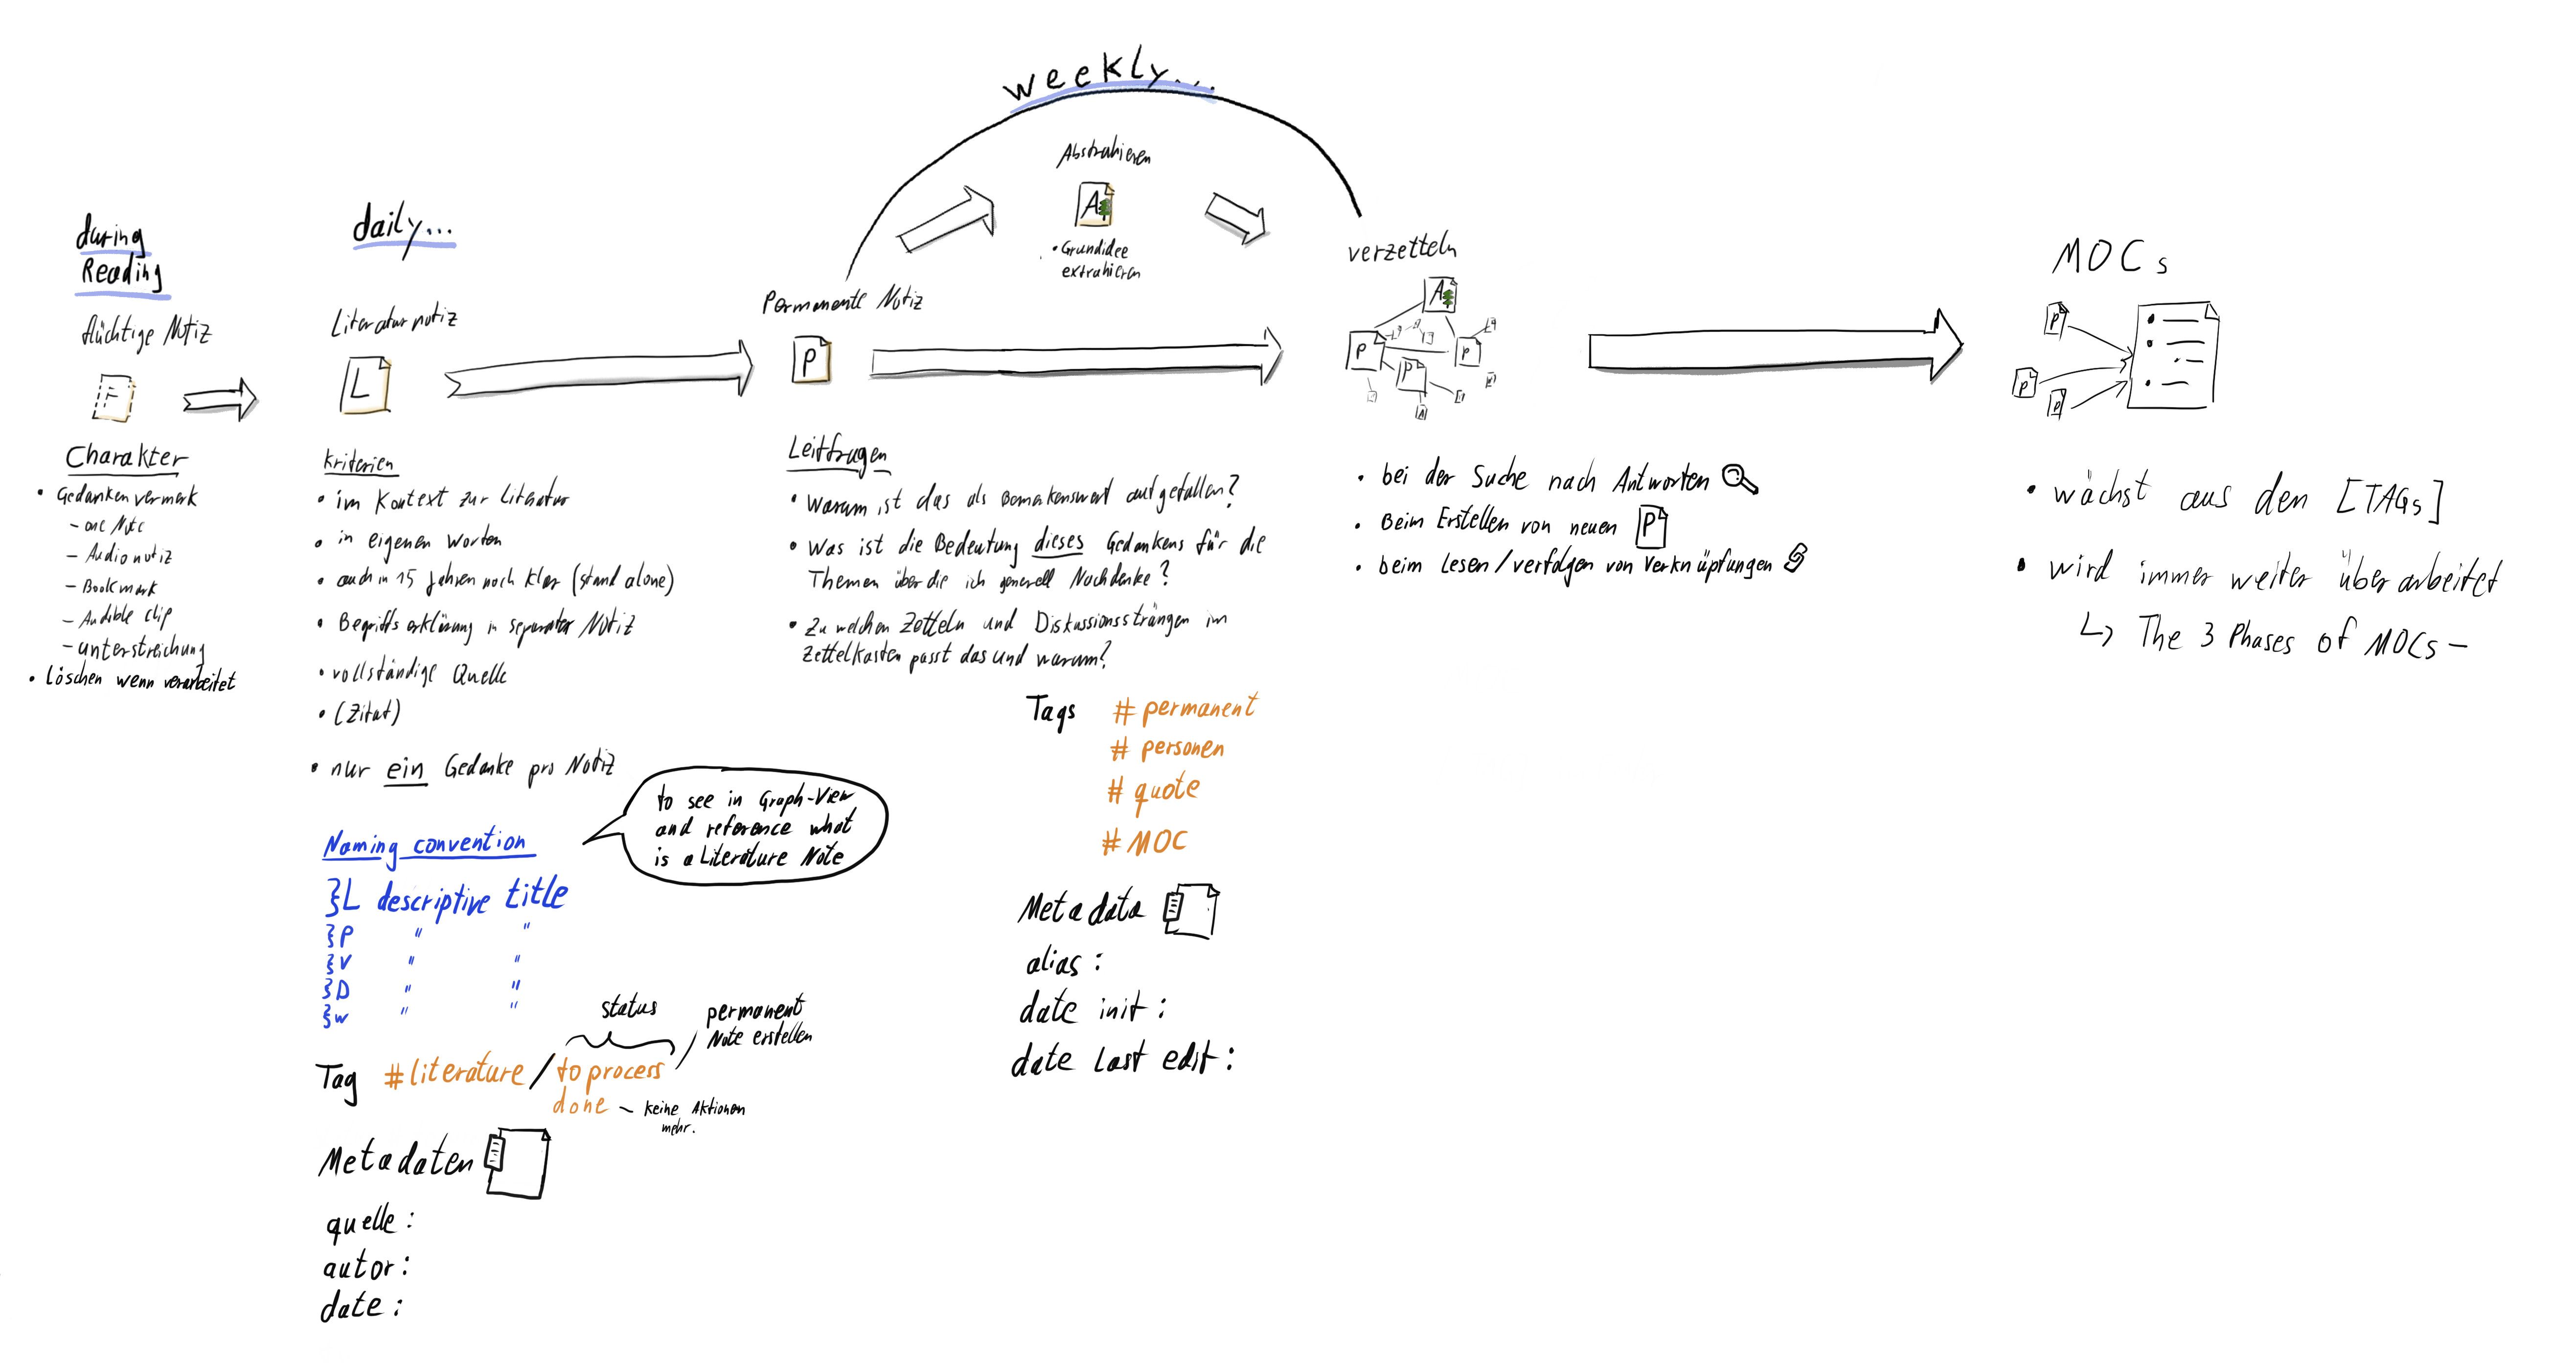 weekly...
Abstrahieren
A
• Grundidee
extrahieren
during
Reading
flüchtige Notiz
F
Charakter
• Gedankenvermerk
- one Note
- Audionotiz
- Bookmark
- Audible clip
- unterstreichung
• Löschen wenn verarbeitet
daily...
Literaturnotiz
L
Kriterien
• im Kontext zur Literatur
• in eigenen Worten
• auch in 15 Jahren noch klar (stand alone)
• Begriffserklärung in separater Notiz
• vollständige Quelle
• (Zitat)
• nur ein Gedanke pro Notiz
Naming convention
to see in Graph-View
and reference what
is a Literature Note
}L descriptive title
}P " "
}V " "
}D " "
}W " "
status
permanent
Note erstellen
Tag #literature / to process
done - keine Aktionen
mehr.
Metadaten
quelle:
autor:
date:
Permanente Notiz
P
Leitfragen
• Warum ist das als Bemerkenswert aufgefallen?
• Was ist die Bedeutung dieses Gedankens für die
Themen über die ich generell Nachdenke?
• Zu welchen Zetteln und Diskussionssträngen im
Zettelkasten passt das und warum?
Tags # permanent
# personen
# quote
# MOC
Metadata
alias:
date init:
date last edit:
verzetteln
A
P
P
P
• bei der Suche nach Antworten
• Beim Erstellen von neuen P
• beim Lesen/verfolgen von Verknüpfungen
MOCs
P
P
P
• wächst aus den [TAGs]
• wird immer weiter überarbeitet
↳ The 3 Phases of MOCs -